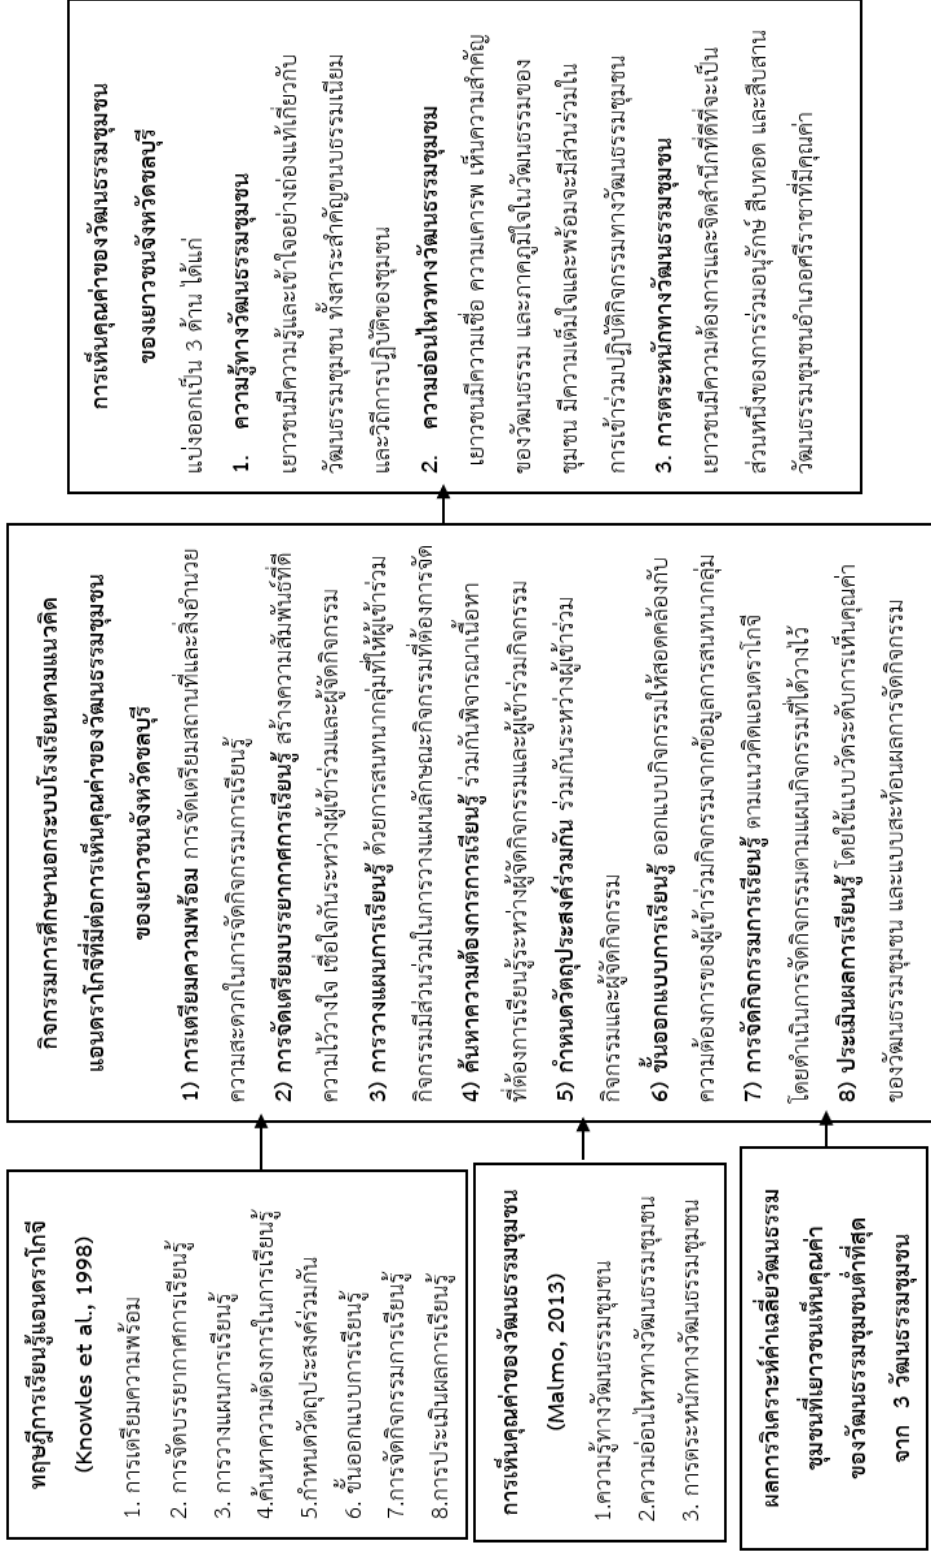 ทฤษฎีการเรียนรู้แอนดราโกจี
(Knowles et al., 1998)
1. การเตรียมความพร้อม
2. การจัดบรรยากาศการเรียนรู้
3. การวางแผนการเรียนรู้
4.ค้นหาความต้องการในการเรียนรู้
5.กำหนดวัตถุประสงค์ร่วมกัน
6. ขั้นออกแบบการเรียนรู้
7.การจัดกิจกรรมการเรียนรู้
8.การประเมินผลการเรียนรู้
การเห็นคุณค่าของวัฒนธรรมชุมชน
(Malmo, 2013)
1.ความรู้ทางวัฒนธรรมชุมชน
2.ความอ่อนไหวทางวัฒนธรรมชุมชน
3. การตระหนักทางวัฒนธรรมชุมชน
ผลการวิเคราะห์ค่าเฉลี่ยวัฒนธรรม
ชุมชนที่เยาวชนเห็นคุณค่า
ของวัฒนธรรมชุมชนต่ำที่สุด
จาก 3 วัฒนธรรมชุมชน
กิจกรรมการศึกษานอกระบบโรงเรียนตามแนวคิด
แอนดราโกจีที่มีต่อการเห็นคุณค่าของวัฒนธรรมชุมชน
ของเยาวชนจังหวัดชลบุรี
1) การเตรียมความพร้อม การจัดเตรียมสถานที่และสิ่งอำนวย
ความสะดวกในการจัดกิจกรรมการเรียนรู้
2) การจัดเตรียมบรรยากาศการเรียนรู้ สร้างความสัมพันธ์ที่ดี
ความไว้วางใจ เชื่อใจกันระหว่างผู้เข้าร่วมและผู้จัดกิจกรรม
3) การวางแผนการเรียนรู้ ด้วยการสนทนากลุ่มที่ให้ผู้เข้าร่วม
กิจกรรมมีส่วนร่วมในการวางแผนลักษณะกิจกรรมที่ต้องการจัด
4) ค้นหาความต้องการการเรียนรู้ ร่วมกันพิจารณาเนื้อหา
ที่ต้องการเรียนรู้ระหว่างผู้จัดกิจกรรมและผู้เข้าร่วมกิจกรรม
5) กำหนดวัตถุประสงค์ร่วมกัน ร่วมกันระหว่างผู้เข้าร่วม
กิจกรรมและผู้จัดกิจกรรม
6) ขั้นออกแบบการเรียนรู้ ออกแบบกิจกรรมให้สอดคล้องกับ
ความต้องการของผู้เข้าร่วมกิจกรรมจากข้อมูลการสนทนากลุ่ม
7) การจัดกิจกรรมการเรียนรู้ ตามแนวคิดแอนดราโกจี
โดยดำเนินการจัดกิจกรรมตามแผนกิจกรรมที่ได้วางไว้
8) ประเมินผลการเรียนรู้ โดยใช้แบบวัดระดับการเห็นคุณค่า
ของวัฒนธรรมชุมชน และแบบสะท้อนผลการจัดกิจกรรม
การเห็นคุณค่าของวัฒนธรรมชุมชน
ของเยาวชนจังหวัดชลบุรี
แบ่งออกเป็น 3 ด้าน ได้แก่
1. ความรู้ทางวัฒนธรรมชุมชน
เยาวชนมีความรู้และเข้าใจอย่างถ่องแท้เกี่ยวกับ
วัฒนธรรมชุมชน ทั้งสาระสำคัญขนบธรรมเนียม
และวิถีการปฏิบัติของชุมชน
2. ความอ่อนไหวทางวัฒนธรรมชุมชม
เยาวชนมีความเชื่อ ความเคารพ เห็นความสำคัญ
ของวัฒนธรรม และภาคภูมิใจในวัฒนธรรมของ
ชุมชน มีความเต็มใจและพร้อมจะมีส่วนร่วมใน
การเข้าร่วมปฏิบัติกิจกรรมทางวัฒนธรรมชุมชน
3. การตระหนักทางวัฒนธรรมชุมชน
เยาวชนมีความต้องการและจิตสำนึกที่ดีที่จะเป็น
ส่วนหนึ่งของการร่วมอนุรักษ์ สืบทอด และสืบสาน
วัฒนธรรมชุมชนอำเภอศรีราชาที่มีคุณค่า